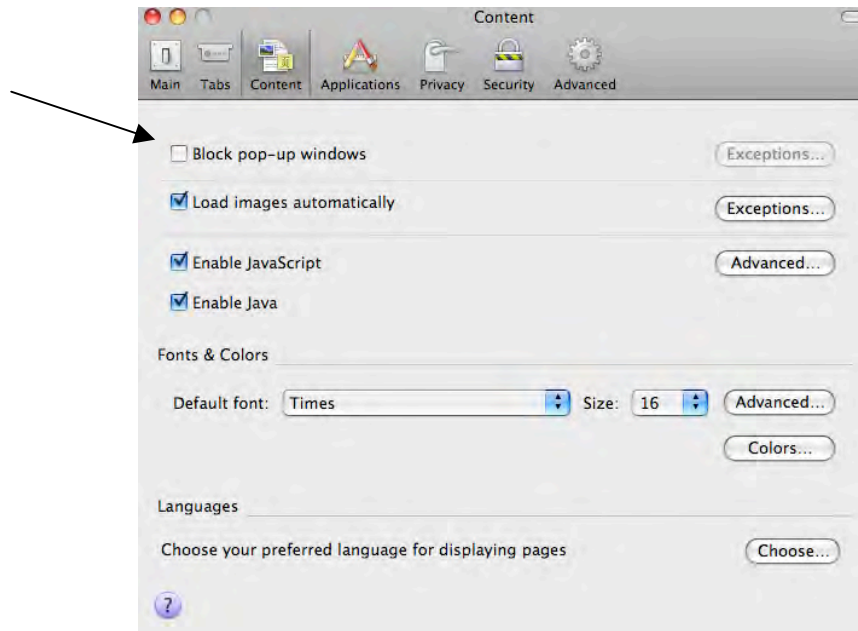 Content
Main Tabs Content Applications Privacy Security Advanced
Block pop-up windows Exceptions...
Load images automatically Exceptions...
Enable JavaScript Advanced...
Enable Java
Fonts & Colors
Default font: Times Size: 16 Advanced...
Colors...
Languages
Choose your preferred language for displaying pages Choose...
?